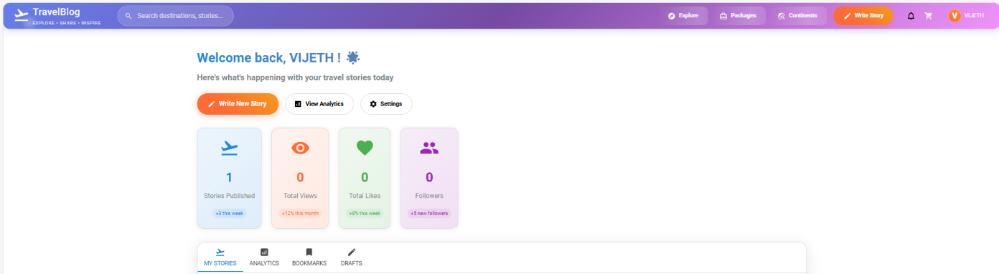 TravelBlog
EXPLORE • SHARE • INSPIRE
Search destinations, stories...
Explore
Packages
Continents
Write Story
V
VIJETH
Welcome back, VIJETH !
Here's what's happening with your travel stories today
Write New Story
View Analytics
Settings
1
Stories Published
+3 this week
0
Total Views
+12% this month
0
Total Likes
+8% this week
0
Followers
+5 new followers
MY STORIES
ANALYTICS
BOOKMARKS
DRAFTS